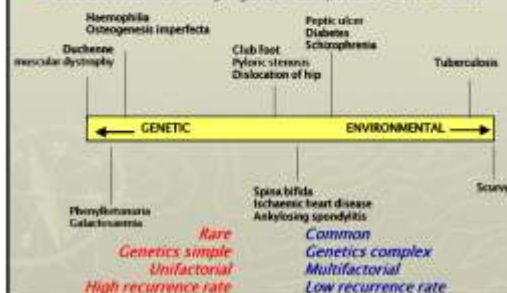 Haemophilia
Osteogenesis imperfecta
Duchenne
muscular dystrophy
Club foot
Pyloric stenosis
Dislocation of hip
Peptic ulcer
Diabetes
Schizophrenia
Tuberculosis
GENETIC
ENVIRONMENTAL
Phenylketonuria
Galactosaemia
Spina bifida
Ischaemic heart disease
Ankylosing spondylitis
Scurvy
Rare
Genetics simple
Unifactorial
High recurrence rate
Common
Genetics complex
Multifactorial
Low recurrence rate